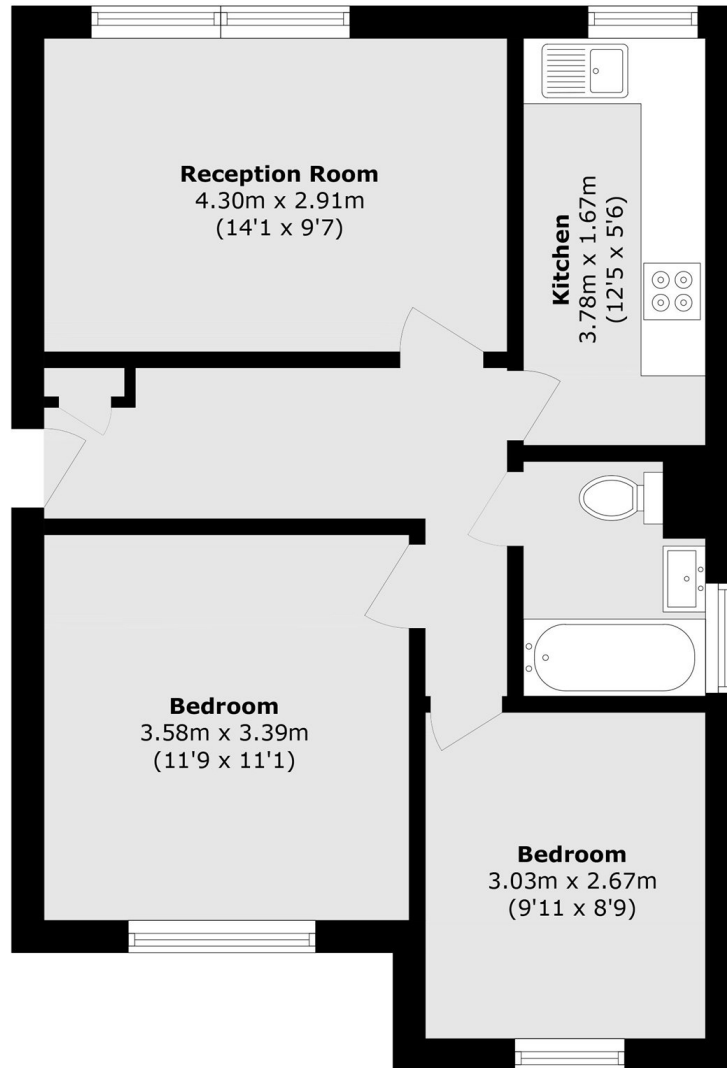 Reception Room
4.30m x 2.91m
(14'1 x 9'7)
Kitchen
3.78m x 1.67m
(12'5 x 5'6)
Bedroom
3.58m x 3.39m
(11'9 x 11'1)
Bedroom
3.03m x 2.67m
(9'11 x 8'9)